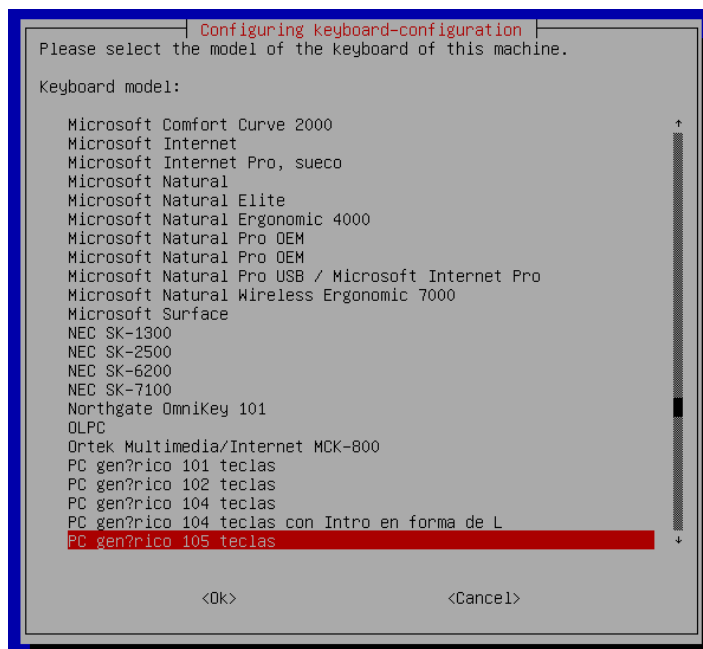 Configuring keyboard-configuration
Please select the model of the keyboard of this machine.
Keyboard model:
Microsoft Comfort Curve 2000
Microsoft Internet
Microsoft Internet Pro, sueco
Microsoft Natural
Microsoft Natural Elite
Microsoft Natural Ergonomic 4000
Microsoft Natural Pro OEM
Microsoft Natural Pro OEM
Microsoft Natural Pro USB / Microsoft Internet Pro
Microsoft Natural Wireless Ergonomic 7000
Microsoft Surface
NEC SK-1300
NEC SK-2500
NEC SK-6200
NEC SK-7100
Northgate OmniKey 101
OLPC
Ortek Multimedia/Internet MCK-800
PC gen?rico 101 teclas
PC gen?rico 102 teclas
PC gen?rico 104 teclas
PC gen?rico 104 teclas con Intro en forma de L
PC gen?rico 105 teclas
<Ok> <Cancel>